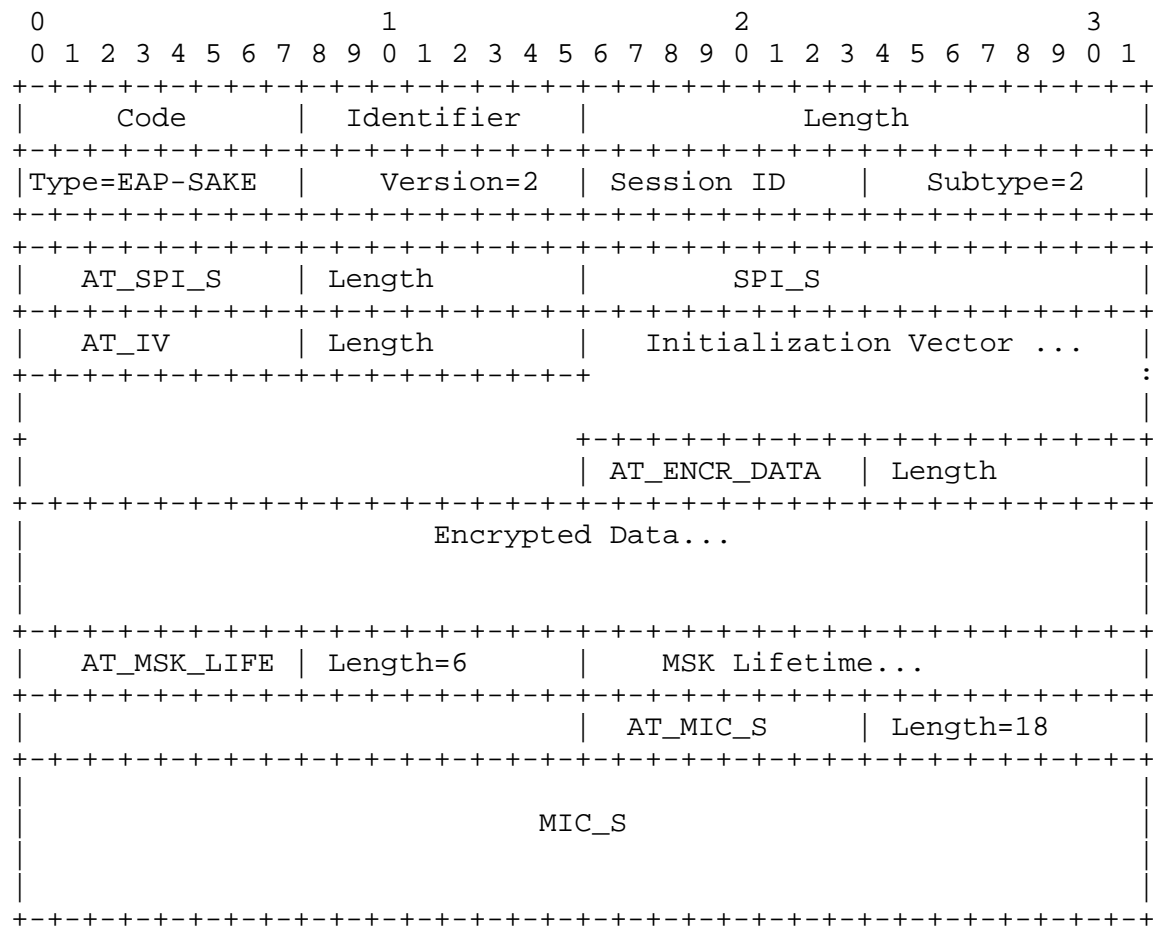 0                   1                   2                   3
 0 1 2 3 4 5 6 7 8 9 0 1 2 3 4 5 6 7 8 9 0 1 2 3 4 5 6 7 8 9 0 1
+-+-+-+-+-+-+-+-+-+-+-+-+-+-+-+-+-+-+-+-+-+-+-+-+-+-+-+-+-+-+-+-+
|      Code     |  Identifier   |            Length             |
+-+-+-+-+-+-+-+-+-+-+-+-+-+-+-+-+-+-+-+-+-+-+-+-+-+-+-+-+-+-+-+-+
|Type=EAP-SAKE  |    Version=2  | Session ID    |   Subtype=2   |
+-+-+-+-+-+-+-+-+-+-+-+-+-+-+-+-+-+-+-+-+-+-+-+-+-+-+-+-+-+-+-+-+
+-+-+-+-+-+-+-+-+-+-+-+-+-+-+-+-+-+-+-+-+-+-+-+-+-+-+-+-+-+-+-+-+
|   AT_SPI_S    | Length        |        SPI_S                  |
+-+-+-+-+-+-+-+-+-+-+-+-+-+-+-+-+-+-+-+-+-+-+-+-+-+-+-+-+-+-+-+-+
|   AT_IV       | Length        |   Initialization Vector ...   |
+-+-+-+-+-+-+-+-+-+-+-+-+-+-+-+-+                               :
|                                                               |
+                               +-+-+-+-+-+-+-+-+-+-+-+-+-+-+-+-+
|                               | AT_ENCR_DATA  | Length        |
+-+-+-+-+-+-+-+-+-+-+-+-+-+-+-+-+-+-+-+-+-+-+-+-+-+-+-+-+-+-+-+-+
|                       Encrypted Data...                       |
|                                                               |
|                                                               |
+-+-+-+-+-+-+-+-+-+-+-+-+-+-+-+-+-+-+-+-+-+-+-+-+-+-+-+-+-+-+-+-+
|   AT_MSK_LIFE | Length=6      |    MSK Lifetime...            |
+-+-+-+-+-+-+-+-+-+-+-+-+-+-+-+-+-+-+-+-+-+-+-+-+-+-+-+-+-+-+-+-+
|                               |  AT_MIC_S     | Length=18     |
+-+-+-+-+-+-+-+-+-+-+-+-+-+-+-+-+-+-+-+-+-+-+-+-+-+-+-+-+-+-+-+-+
|                                                               |
|                             MIC_S                             |
|                                                               |
|                                                               |
+-+-+-+-+-+-+-+-+-+-+-+-+-+-+-+-+-+-+-+-+-+-+-+-+-+-+-+-+-+-+-+-+